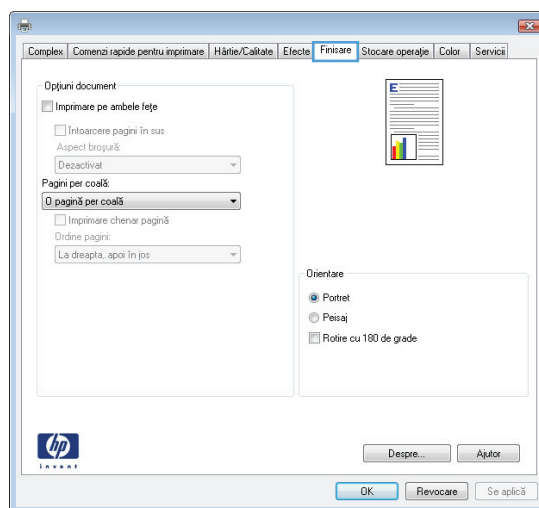 Complex Comenzi rapide pentru imprimare Hârtie/Calitate Efecte Finisare Stocare operaţie Color Servicii
Opţiuni document
Imprimare pe ambele feţe
Întoarcere pagini în sus
Aspect broşură:
Dezactivat
Pagini per coală:
O pagină per coală
Imprimare chenar pagină
Ordine pagini:
La dreapta, apoi în jos
E
Orientare
Portret
Peisaj
Rotire cu 180 de grade
hp
invent
Despre... Ajutor
OK Revocare Se aplică